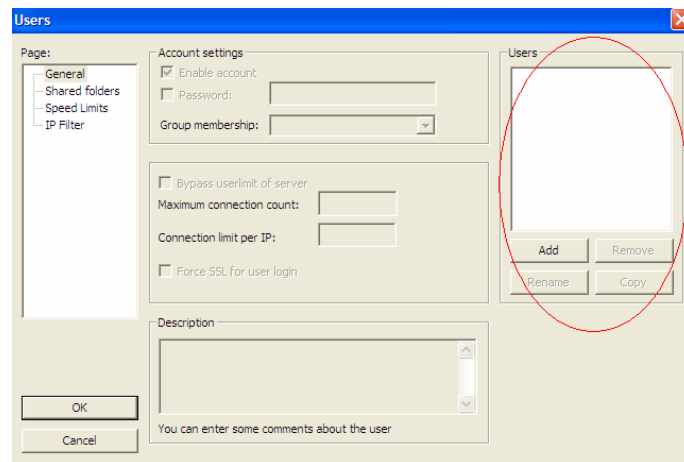 Users
Page:
General
Shared folders
Speed Limits
IP Filter
Account settings
Enable account
Password:
Group membership:
Bypass userlimit of server
Maximum connection count:
Connection limit per IP:
Force SSL for user login
Description
You can enter some comments about the user
Users
Add Remove
Rename Copy
OK
Cancel